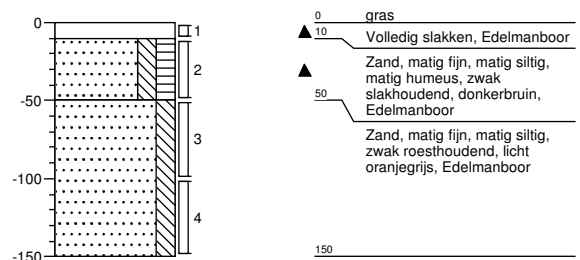 0
-50
-100
-150
1
2
3
4
0 gras
10 Volledig slakken, Edelmanboor
Zand, matig fijn, matig siltig,
matig humeus, zwak
slakhoudend, donkerbruin,
50 Edelmanboor
Zand, matig fijn, matig siltig,
zwak roesthoudend, licht
oranjegrijs, Edelmanboor
150